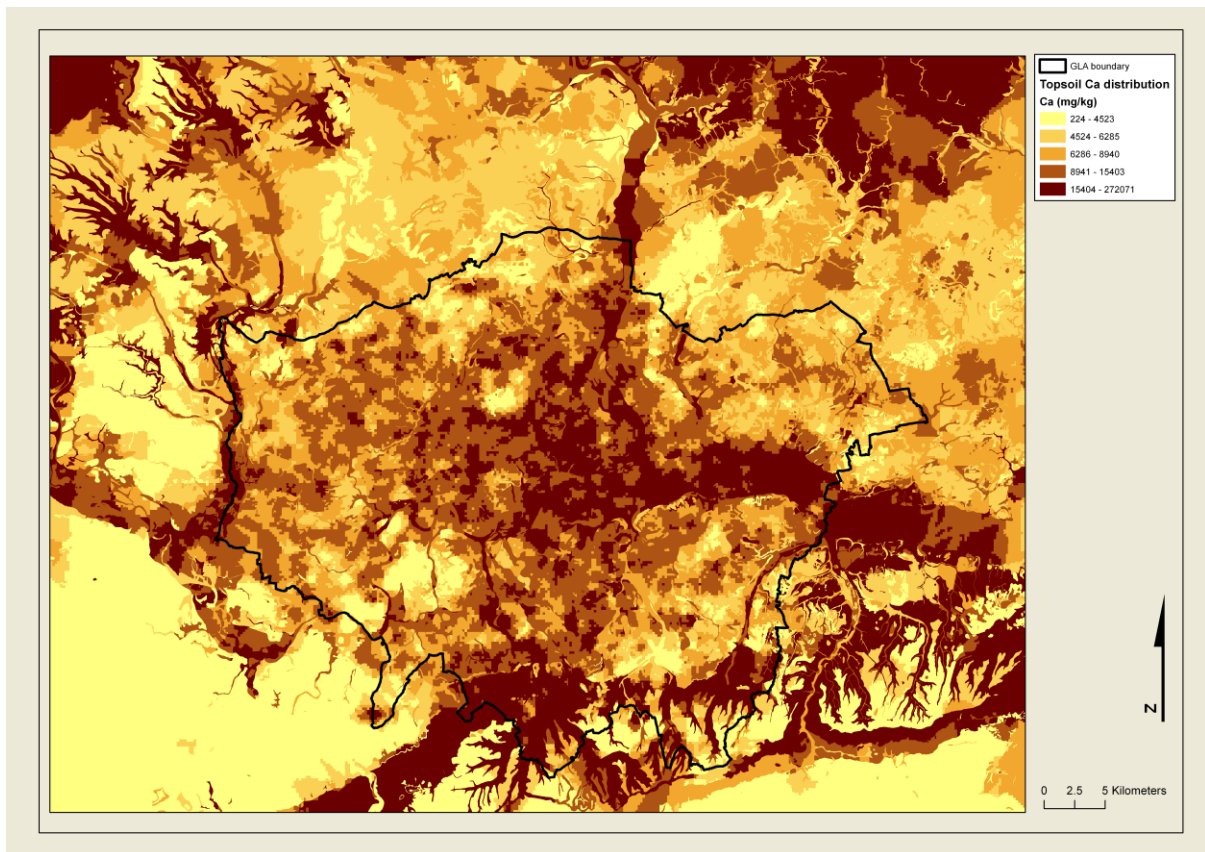 GLA boundary
Topsoil Ca distribution
Ca (mg/kg)
224 - 4523
4524 - 6285
6286 - 8940
8941 - 15403
15404 - 272071
N
0 2.5 5 Kilometers